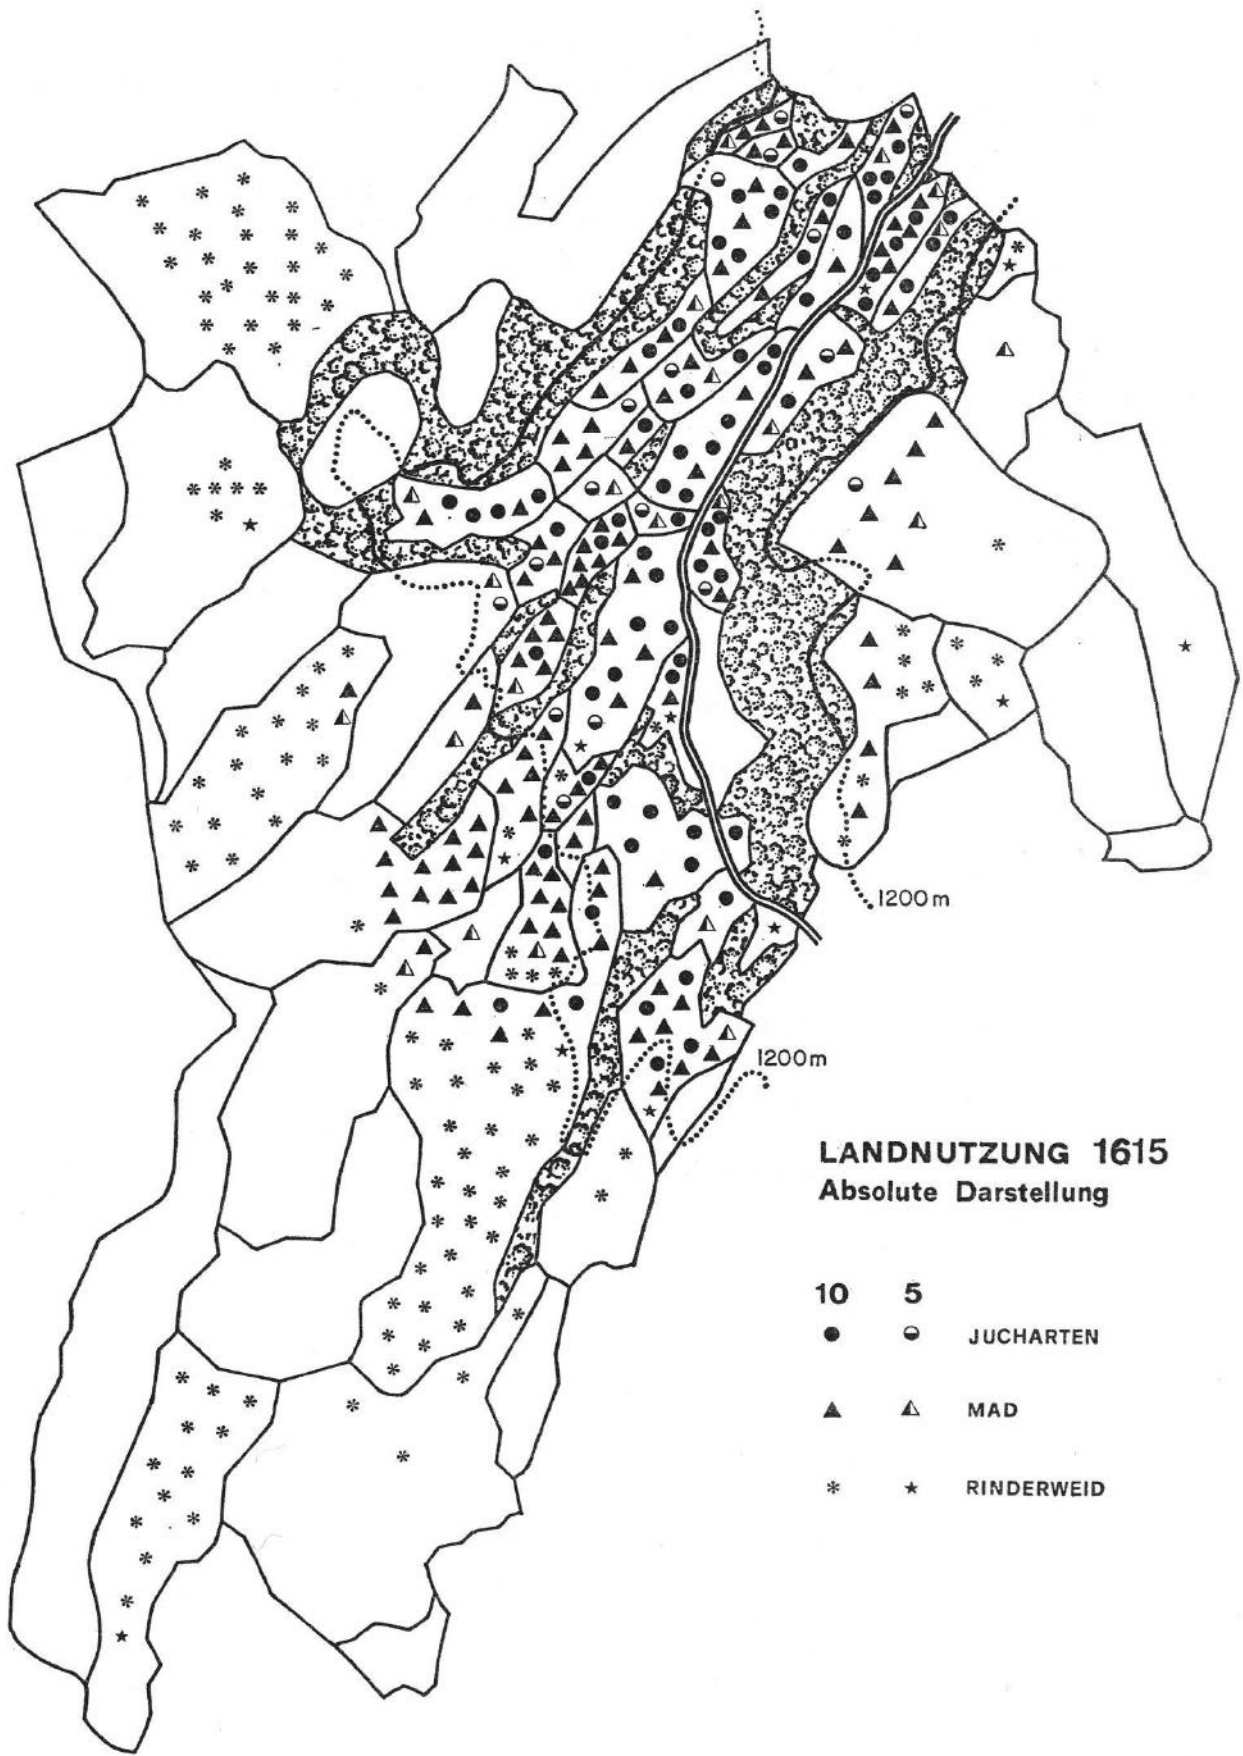 1200m
1200m
LANDNUTZUNG 1615
Absolute Darstellung
10 5
JUCHARTEN
MAD
RINDERWEID